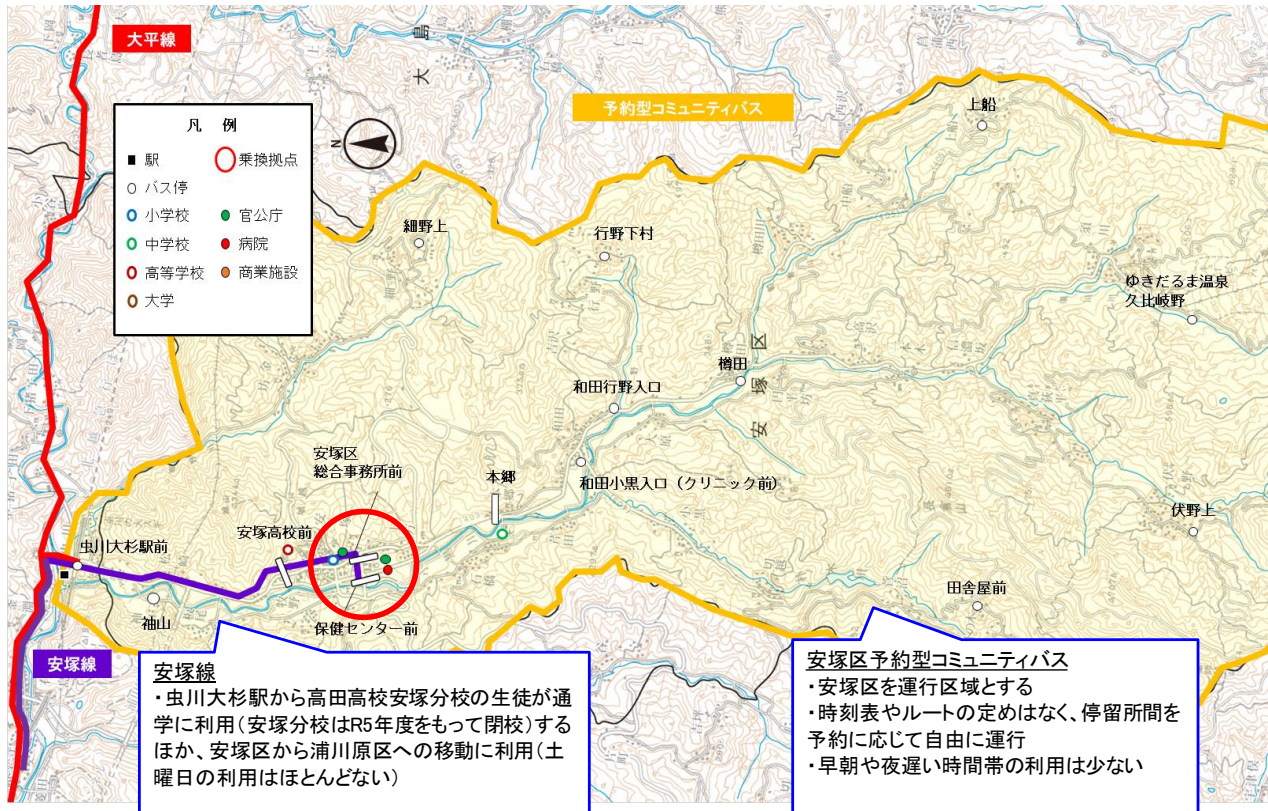 大平線
予約型コミュニティバス
上船
凡 例
駅
乗換拠点
バス停
小学校
官公庁
中学校
病院
高等学校
商業施設
大学
N
大
島
細野上
行野下村
ゆきだるま温泉
久比岐野
樽田
安
塚
区
和田行野入口
安塚区
総合事務所前
本郷
和田小黒入口（クリニック前）
安塚高校前
伏野上
虫川大杉駅前
袖山
田舎屋前
保健センター前
安塚線
安塚線
・虫川大杉駅から高田高校安塚分校の生徒が通
学に利用(安塚分校はR5年度をもって閉校)する
ほか、安塚区から浦川原区への移動に利用(土
曜日の利用はほとんどない)
安塚区予約型コミュニティバス
・安塚区を運行区域とする
・時刻表やルートの定めはなく、停留所間を
予約に応じて自由に運行
・早朝や夜遅い時間帯の利用は少ない